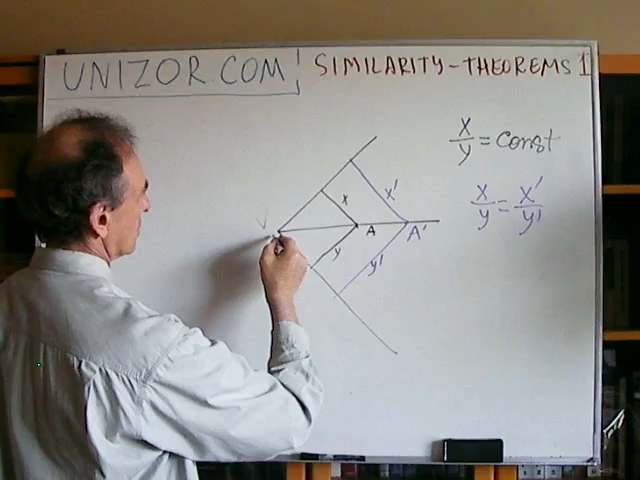 UNIZOR.COM
SIMILARITY - THEOREMS 1
x/y = const
x/y = x'/y'
V
x
x'
A
A'
y
y'